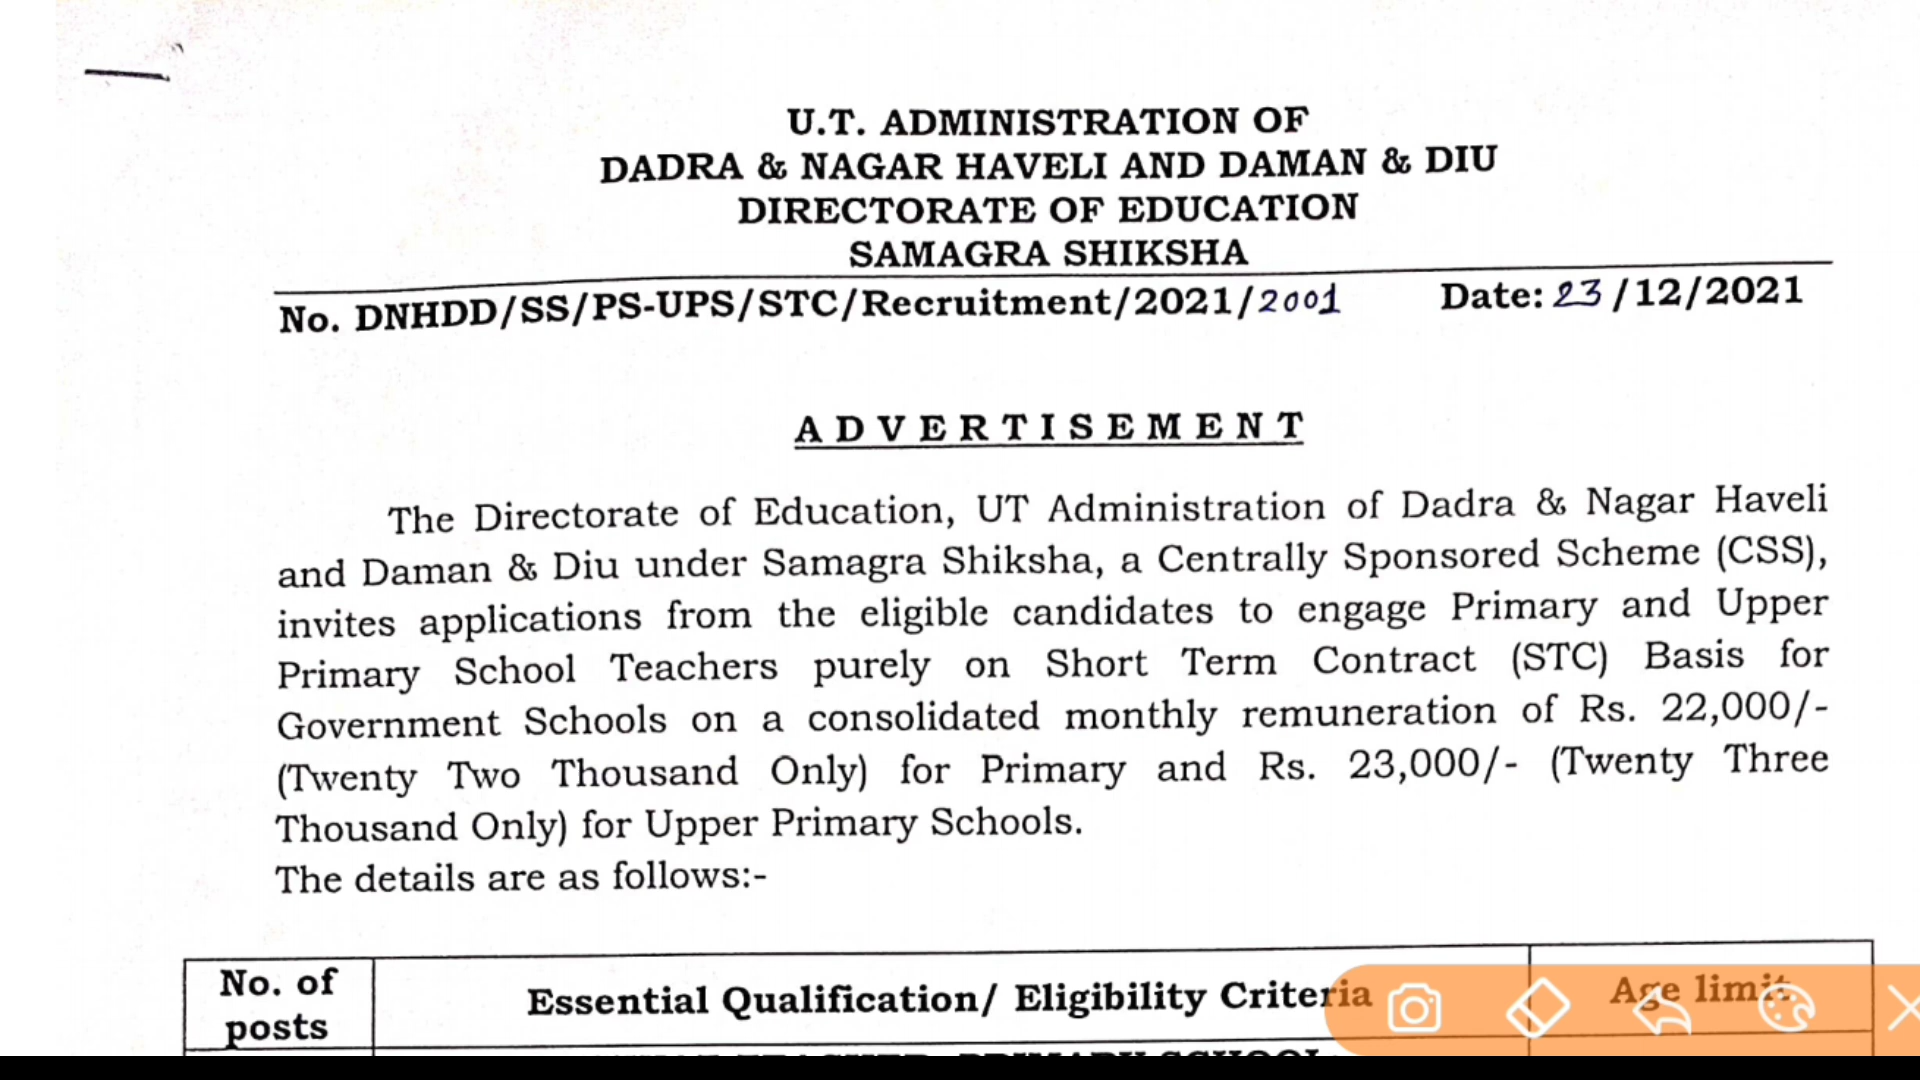 U.T. ADMINISTRATION OF
DADRA & NAGAR HAVELI AND DAMAN & DIU
DIRECTORATE OF EDUCATION
SAMAGRA SHIKSHA
No. DNHDD/SS/PS-UPS/STC/Recruitment/2021/2001 Date: 23/12/2021
ADVERTISEMENT
The Directorate of Education, UT Administration of Dadra & Nagar Haveli
and Daman & Diu under Samagra Shiksha, a Centrally Sponsored Scheme (CSS),
invites applications from the eligible candidates to engage Primary and Upper
Primary School Teachers purely on Short Term Contract (STC) Basis for
Government Schools on a consolidated monthly remuneration of Rs. 22,000/-
(Twenty Two Thousand Only) for Primary and Rs. 23,000/- (Twenty Three
Thousand Only) for Upper Primary Schools.
The details are as follows:-
No. of
posts
Essential Qualification/ Eligibility Criteria
Age limit